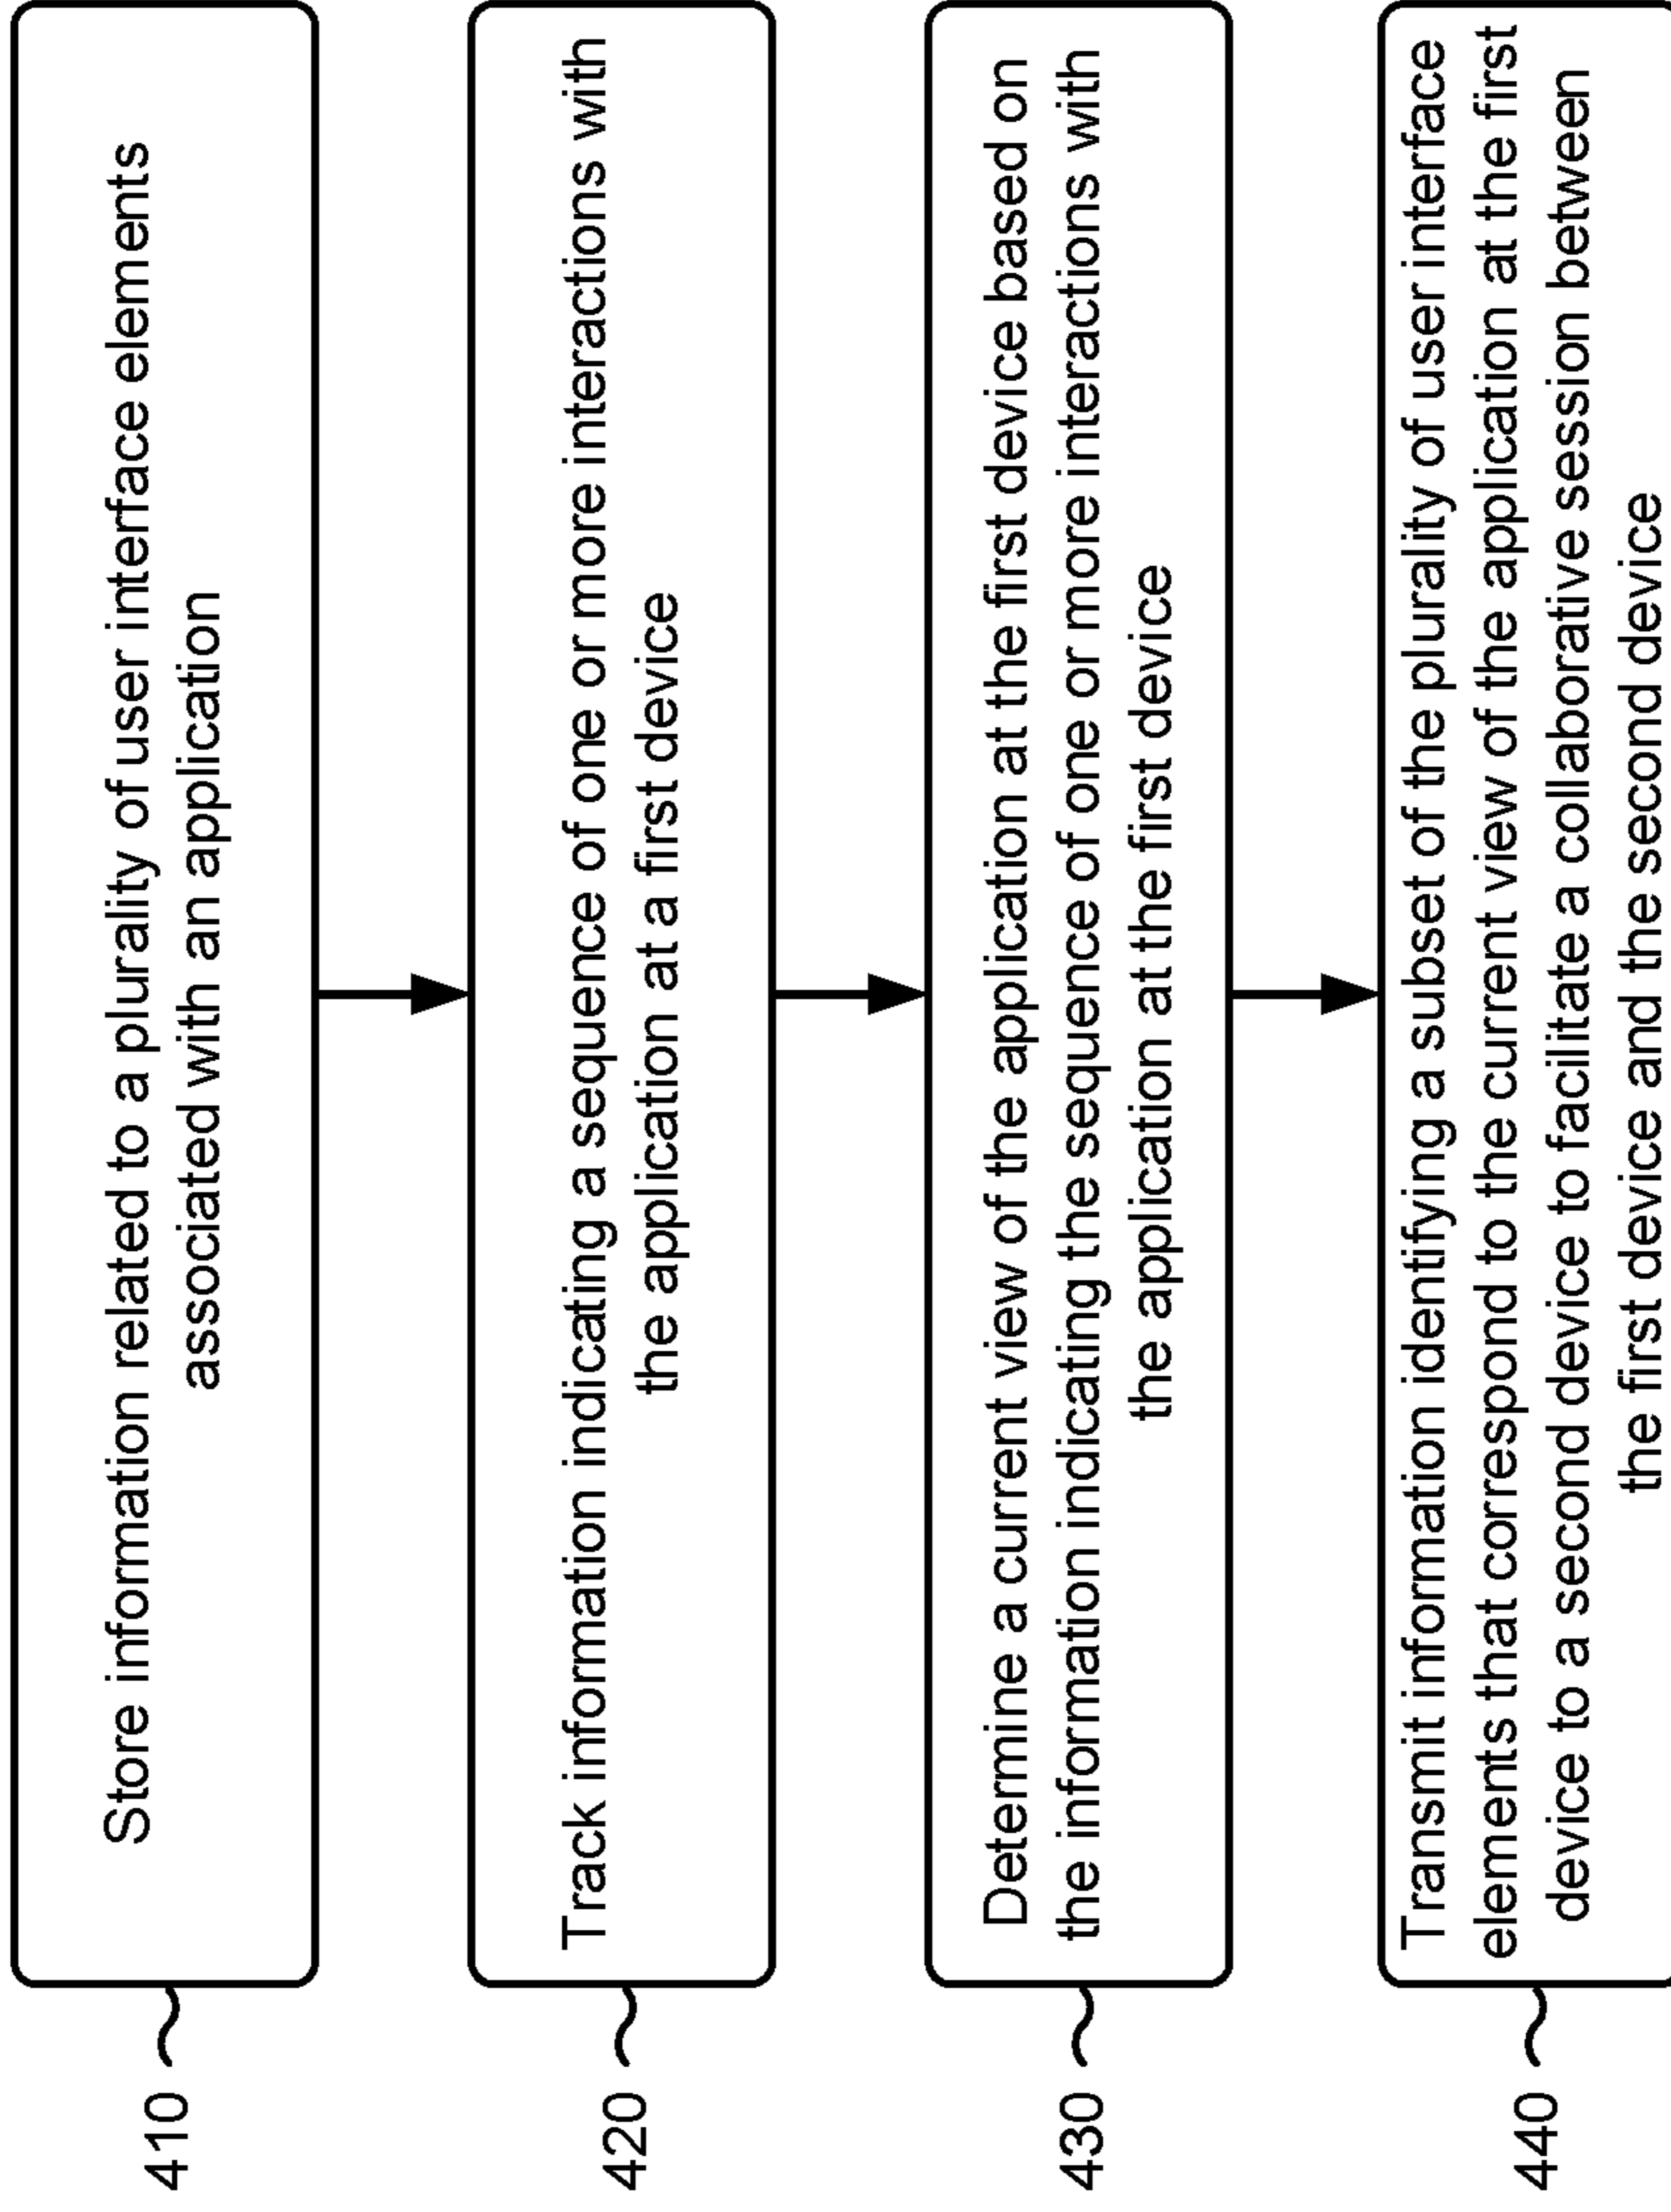 410
Store information related to a plurality of user interface elements
associated with an application
420
Track information indicating a sequence of one or more interactions with
the application at a first device
430
Determine a current view of the application at the first device based on
the information indicating the sequence of one or more interactions with
the application at the first device
440
Transmit information identifying a subset of the plurality of user interface
elements that correspond to the current view of the application at the first
device to a second device to facilitate a collaborative session between
the first device and the second device